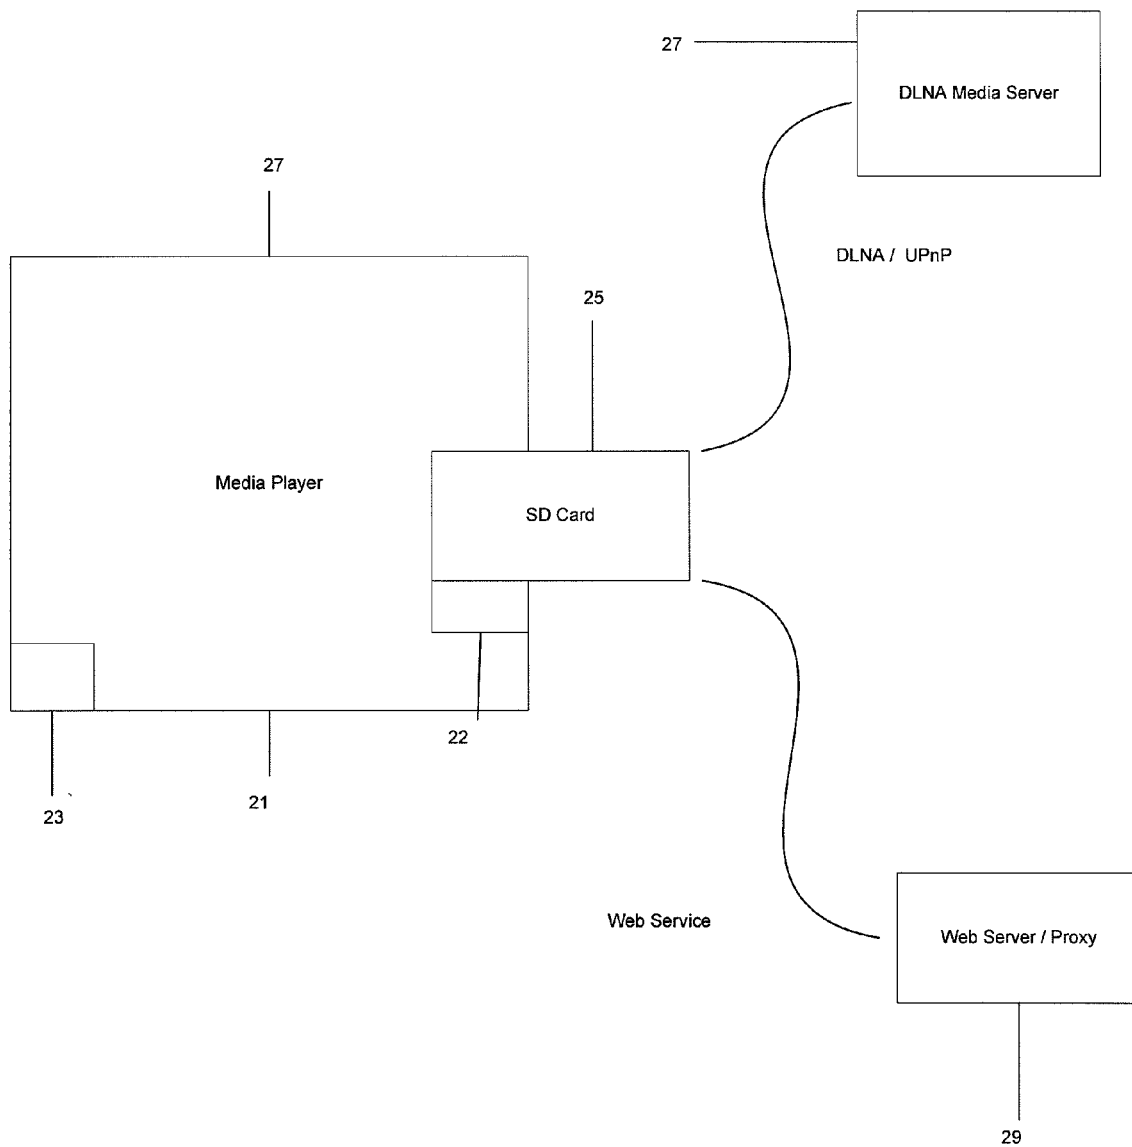 27
DLNA Media Server
27
DLNA / UPnP
25
Media Player
SD Card
22
23
21
Web Service
Web Server / Proxy
29